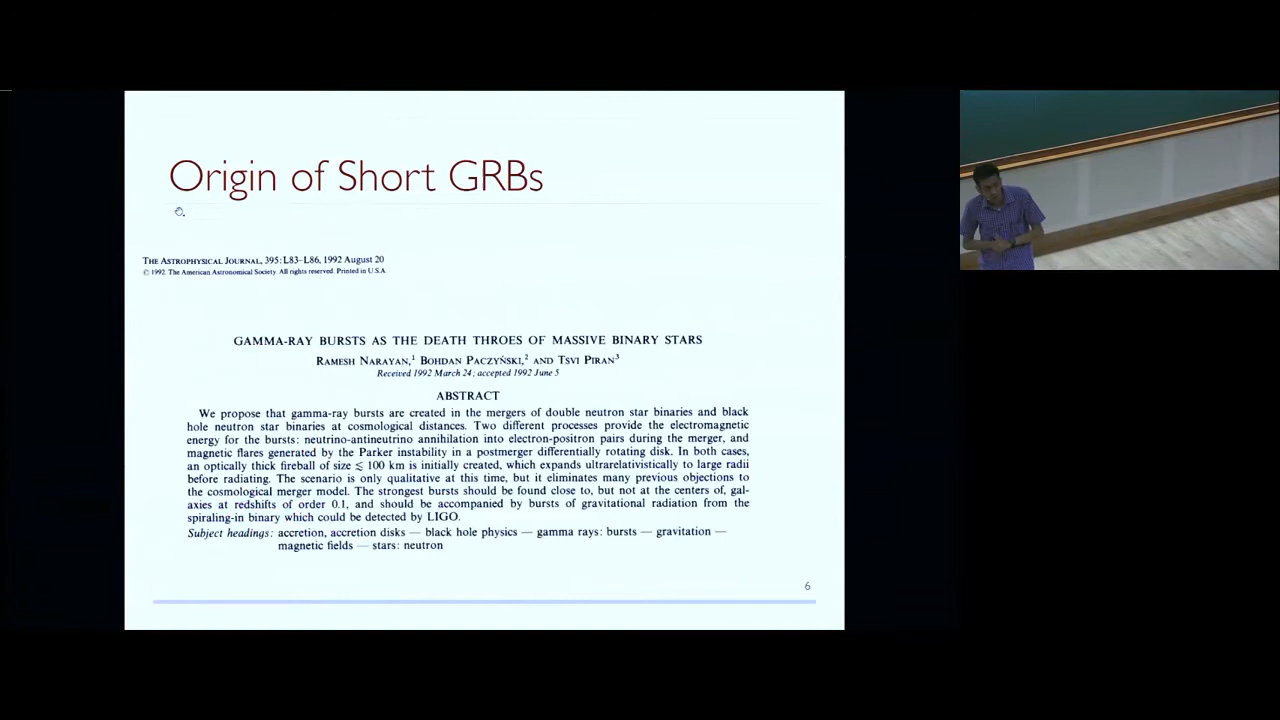 Origin of Short GRBs
THE ASTROPHYSICAL JOURNAL, 395: L83–L86, 1992 August 20
© 1992. The American Astronomical Society. All rights reserved. Printed in U.S.A.
GAMMA-RAY BURSTS AS THE DEATH THROES OF MASSIVE BINARY STARS
RAMESH NARAYAN,¹ BOHDAN PACZYŃSKI,² AND TSVI PIRAN³
Received 1992 March 24; accepted 1992 June 5
ABSTRACT
We propose that gamma-ray bursts are created in the mergers of double neutron star binaries and black
hole neutron star binaries at cosmological distances. Two different processes provide the electromagnetic
energy for the bursts: neutrino-antineutrino annihilation into electron-positron pairs during the merger, and
magnetic flares generated by the Parker instability in a postmerger differentially rotating disk. In both cases,
an optically thick fireball of size ≲ 100 km is initially created, which expands ultrarelativistically to large radii
before radiating. The scenario is only qualitative at this time, but it eliminates many previous objections to
the cosmological merger model. The strongest bursts should be found close to, but not at the centers of, gal-
axies at redshifts of order 0.1, and should be accompanied by bursts of gravitational radiation from the
spiraling-in binary which could be detected by LIGO.
Subject headings: accretion, accretion disks — black hole physics — gamma rays: bursts — gravitation —
magnetic fields — stars: neutron
6